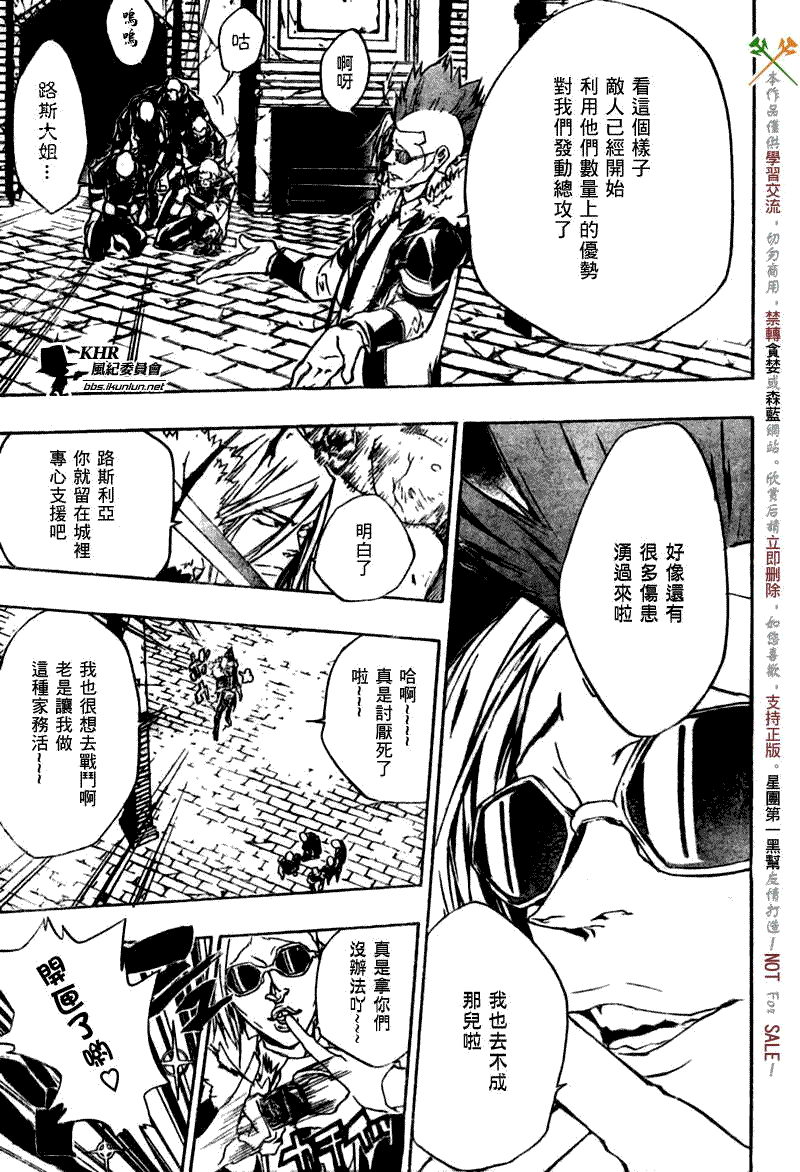 看這個樣子
敵人已經開始
利用他們數量上的優勢
對我們發動總攻了
啊呀
咕
嗚嗚
路斯大姐…
KHR
風紀委員會
bbs.ikunlun.net
好像還有
很多傷患
湧過來啦
我也去不成
那兒啦
明白了
路斯利亞
你就留在城裡
專心支援吧
哈啊~~~~
真是討厭死了
啦~~~
我也很想去戰鬥啊
老是讓我做
這種家務活~~~
真是拿你們
沒辦法吖~~~
開匣了喲♡
本作品僅供學習交流，切勿商用，禁轉貪婪或森藍網站。欣賞后請立即刪除，如您喜歡，支持正版。星團第一黑幫友情打造—NOT For SALE—